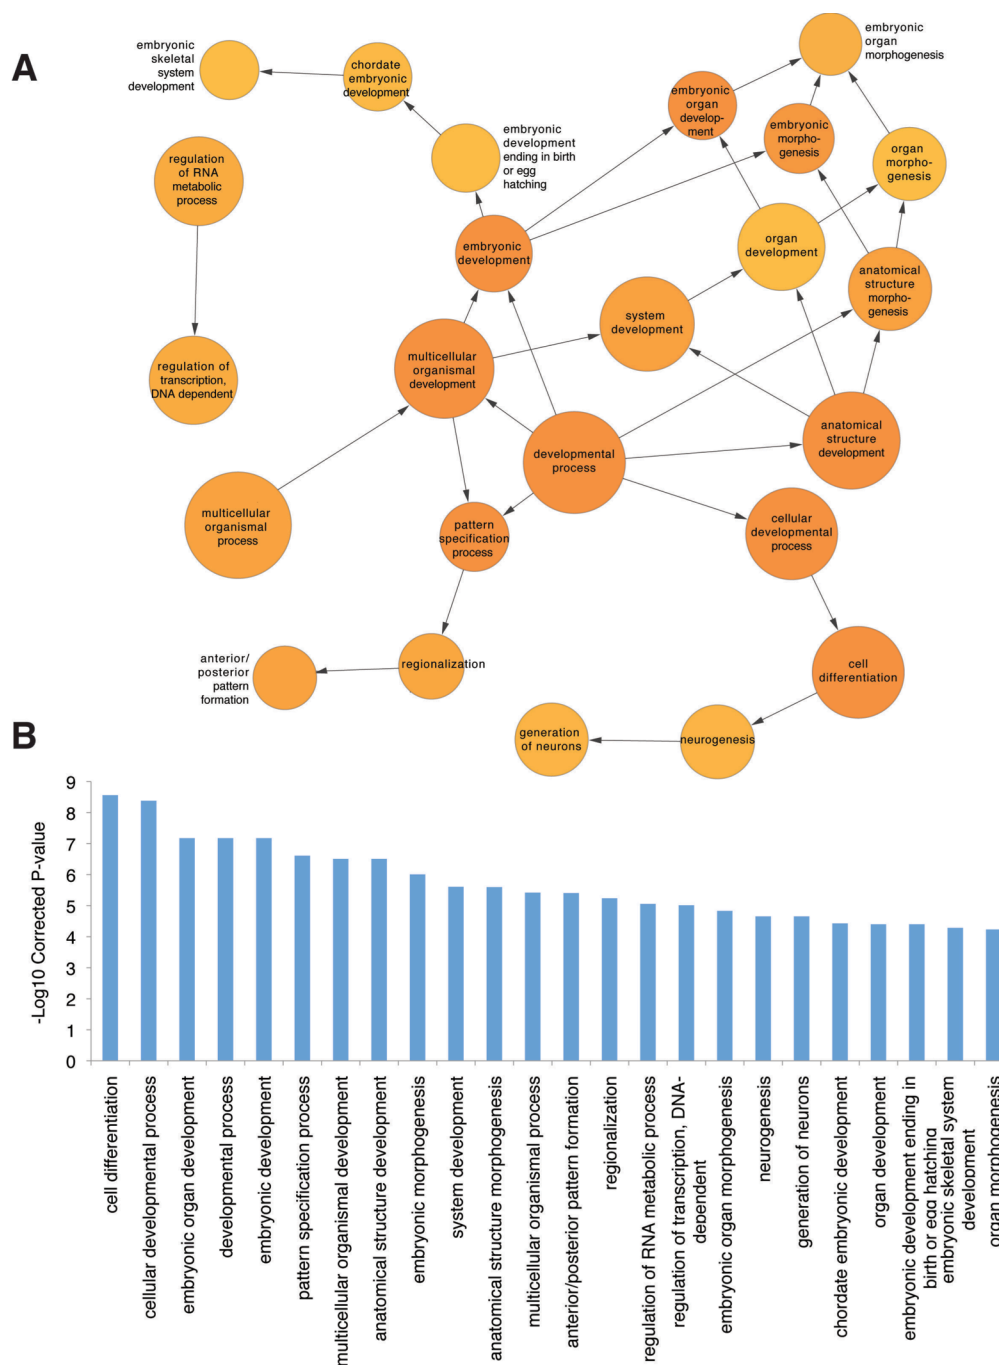 A
embryonic
skeletal
system
development
chordate
embryonic
development
embryonic
development
ending in birth
or egg
hatching
regulation
of RNA
metabolic
process
regulation of
transcription,
DNA dependent
embryonic
organ
morphogenesis
embryonic
organ
develop-
ment
embryonic
morpho-
genesis
organ
morpho-
genesis
embryonic
development
organ
development
anatomical
structure
morpho-
genesis
system
development
multicellular
organismal
development
developmental
process
anatomical
structure
development
multicellular
organismal
process
pattern
specification
process
cellular
developmental
process
anterior/
posterior
pattern
formation
regionalization
cell
differentiation
generation
of neurons
neurogenesis
B
-Log10 Corrected P-value
9
8
7
6
5
4
3
2
1
0
cell differentiation
cellular developmental process
embryonic organ development
developmental process
embryonic development
pattern specification process
multicellular organismal development
anatomical structure development
embryonic morphogenesis
system development
anatomical structure morphogenesis
multicellular organismal process
anterior/posterior pattern formation
regionalization
regulation of RNA metabolic process
regulation of transcription, DNA-
dependent
embryonic organ morphogenesis
neurogenesis
generation of neurons
chordate embryonic development
organ development
embryonic development ending in
birth or egg hatching
embryonic skeletal system
development
organ morphogenesis